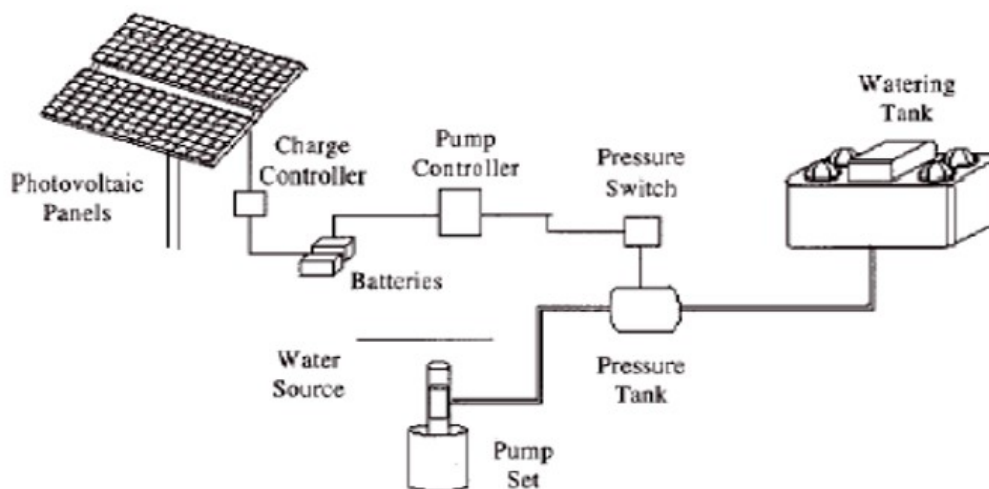 Watering
Tank
Charge
Controller
Pump
Controller
Pressure
Switch
Photovoltaic
Panels
Batteries
Water
Source
Pressure
Tank
Pump
Set